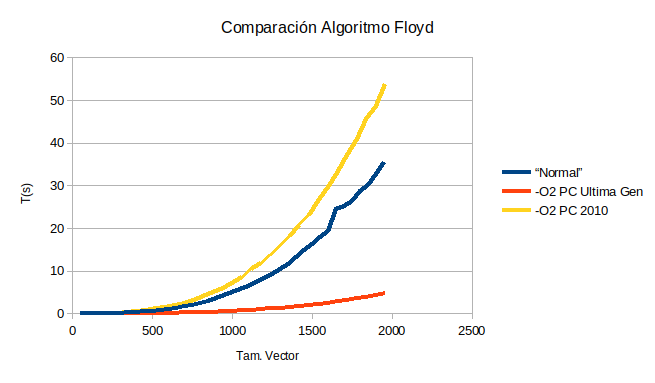 Comparación Algoritmo Floyd
60
50
40
30
20
10
0
0 500 1000 1500 2000 2500
T(s)
Tam. Vector
“Normal”
-O2 PC Ultima Gen
-O2 PC 2010